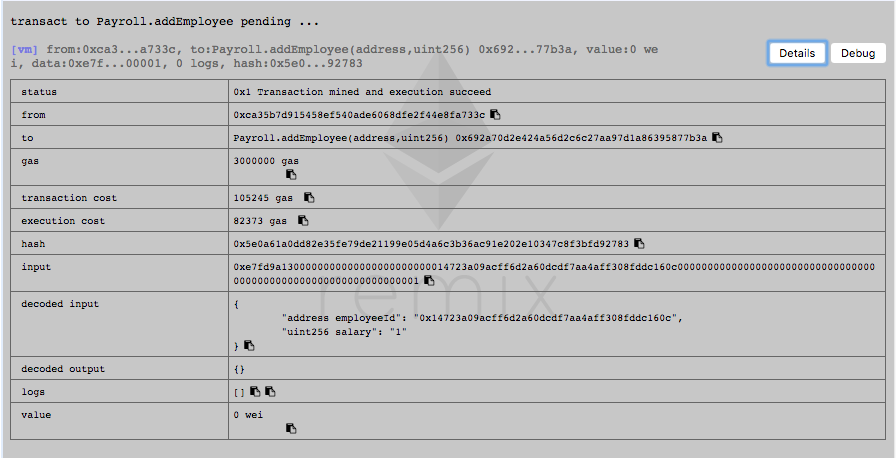 transact to Payroll.addEmployee pending ...
[vm] from:0xca3...a733c, to:Payroll.addEmployee(address,uint256) 0x692...77b3a, value:0 we
i, data:0xe7f...00001, 0 logs, hash:0x5e0...92783
Details
Debug
status 0x1 Transaction mined and execution succeed
from 0xca35b7d915458ef540ade6068dfe2f44e8fa733c
to Payroll.addEmployee(address,uint256) 0x692a70d2e424a56d2c6c27aa97d1a86395877b3a
gas 3000000 gas
transaction cost 105245 gas
execution cost 82373 gas
hash 0x5e0a61a0dd82e35fe79de21199e05d4a6c3b36ac91e202e10347c8f3bfd92783
input 0xe7fd9a1300000000000000000000000014723a09acff6d2a60dcdf7aa4aff308fddc160c000000000000000000000000000000000
0000000000000000000000000000001
decoded input {
"address employeeId": "0x14723a09acff6d2a60dcdf7aa4aff308fddc160c",
"uint256 salary": "1"
}
decoded output {}
logs []
value 0 wei
remix